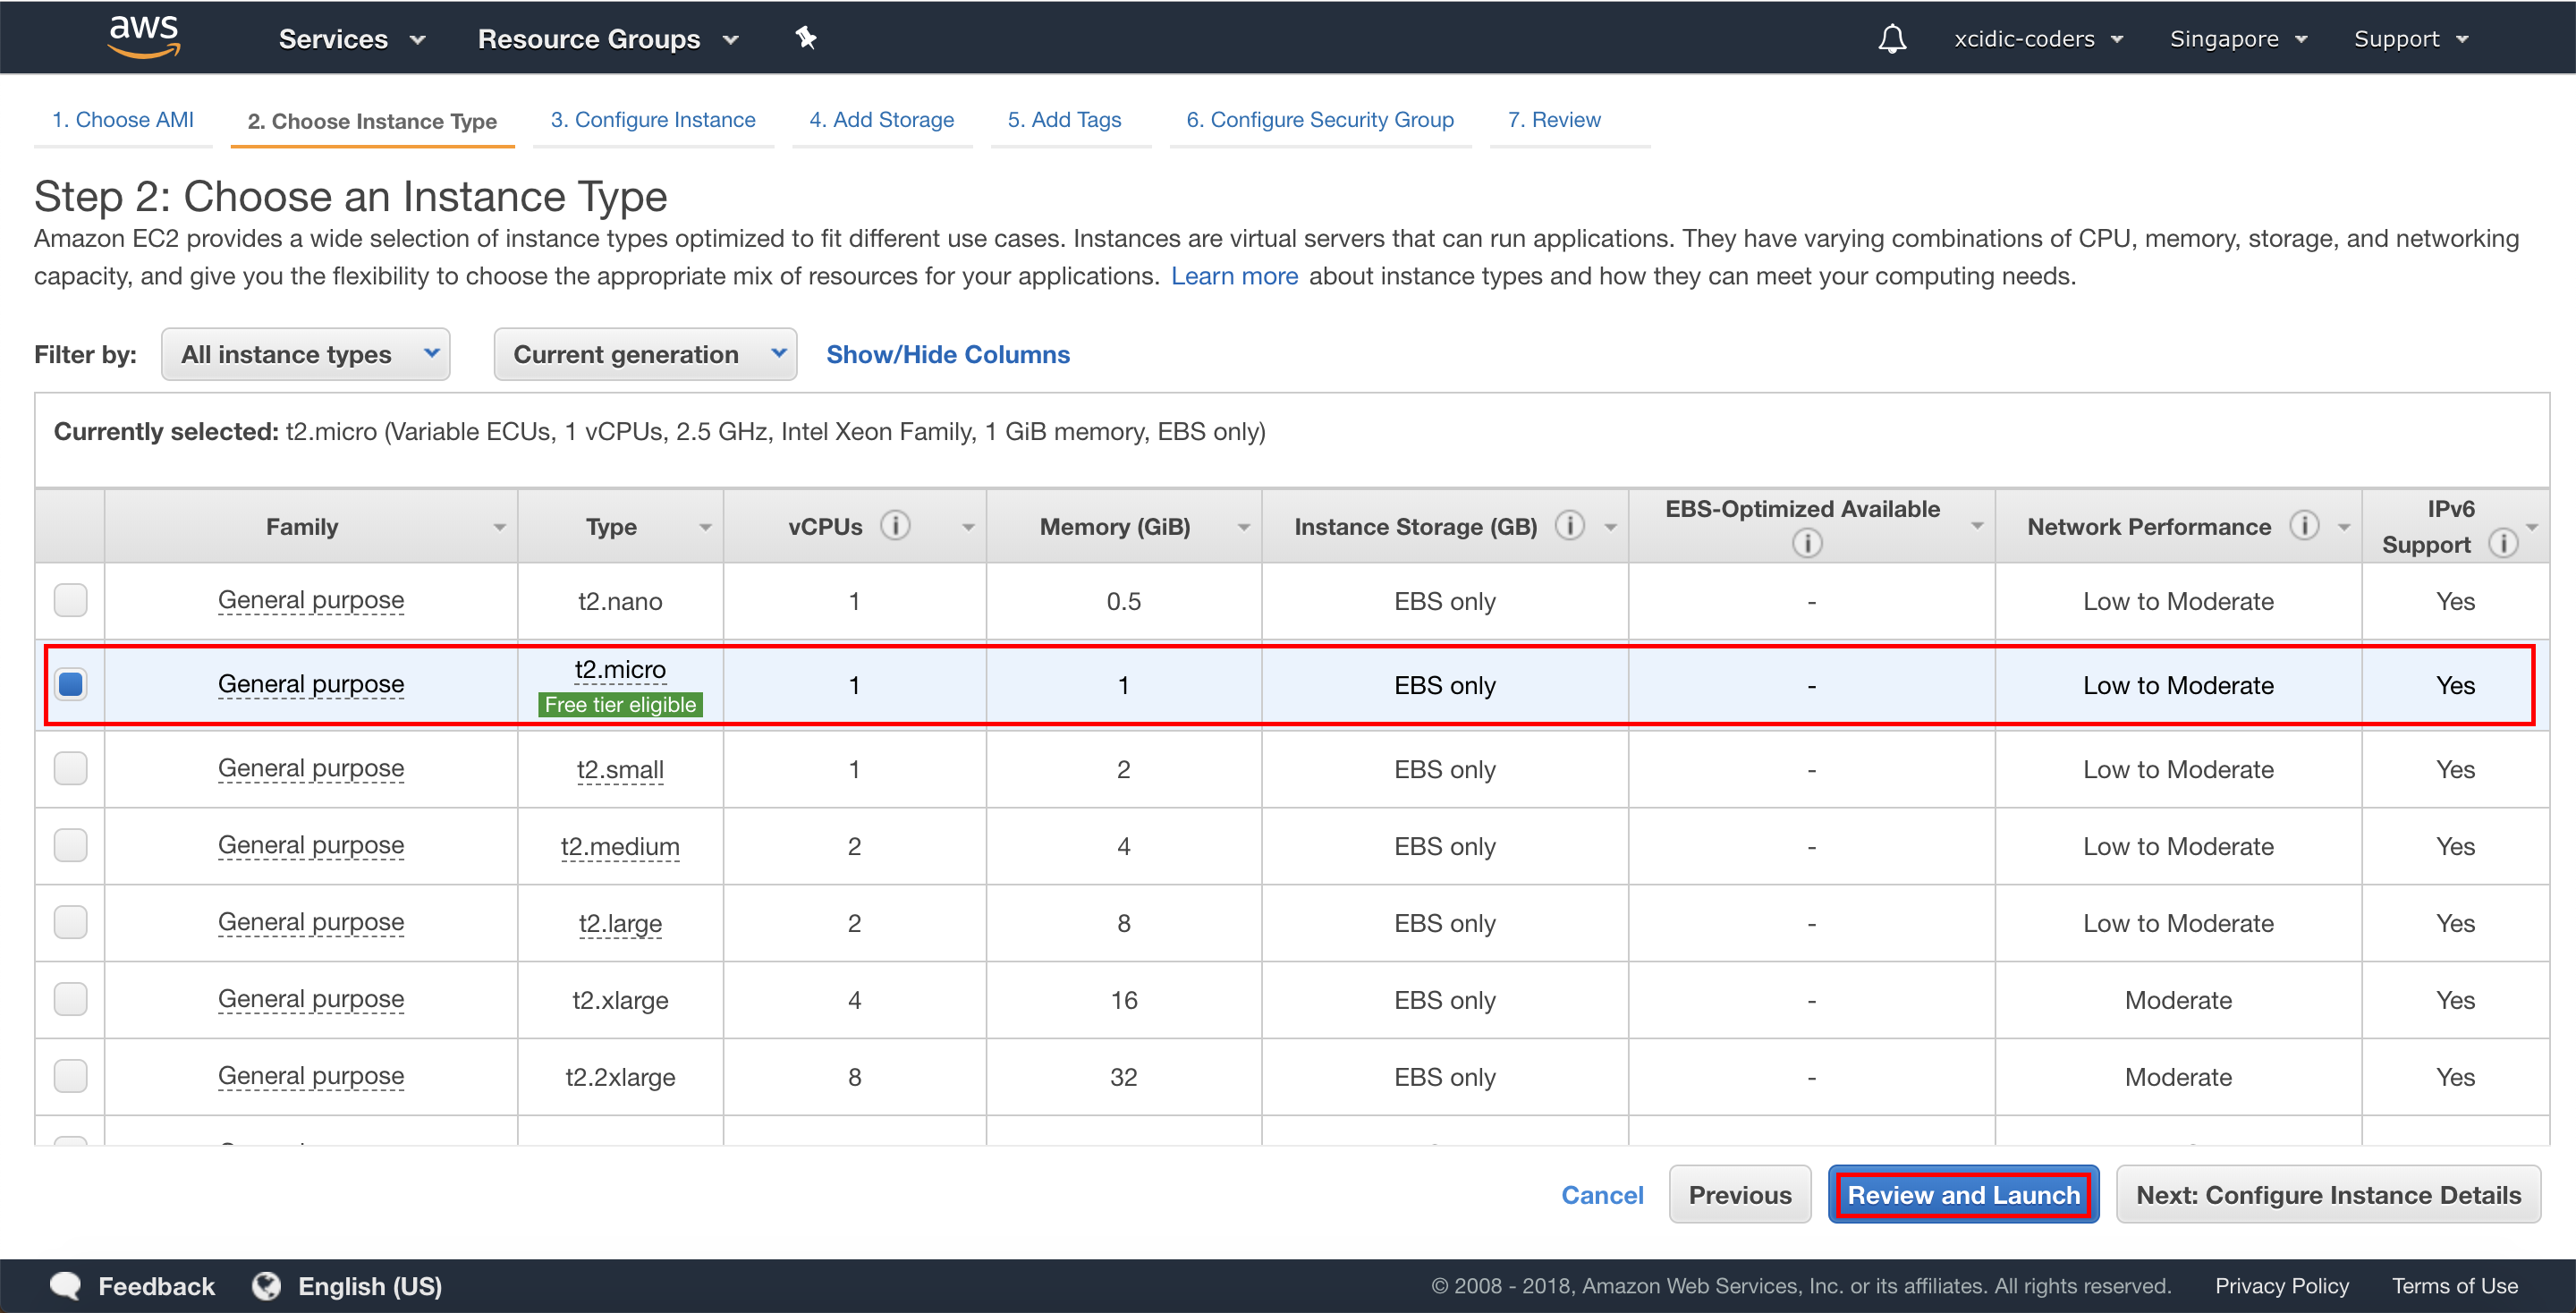 aws Services Resource Groups xcidic-coders Singapore Support
1. Choose AMI 2. Choose Instance Type 3. Configure Instance 4. Add Storage 5. Add Tags 6. Configure Security Group 7. Review
Step 2: Choose an Instance Type
Amazon EC2 provides a wide selection of instance types optimized to fit different use cases. Instances are virtual servers that can run applications. They have varying combinations of CPU, memory, storage, and networking
capacity, and give you the flexibility to choose the appropriate mix of resources for your applications. Learn more about instance types and how they can meet your computing needs.
Filter by: All instance types Current generation Show/Hide Columns
Currently selected: t2.micro (Variable ECUs, 1 vCPUs, 2.5 GHz, Intel Xeon Family, 1 GiB memory, EBS only)
Family Type vCPUs Memory (GiB) Instance Storage (GB) EBS-Optimized Available Network Performance IPv6 Support
General purpose t2.nano 1 0.5 EBS only - Low to Moderate Yes
General purpose t2.micro Free tier eligible 1 1 EBS only - Low to Moderate Yes
General purpose t2.small 1 2 EBS only - Low to Moderate Yes
General purpose t2.medium 2 4 EBS only - Low to Moderate Yes
General purpose t2.large 2 8 EBS only - Low to Moderate Yes
General purpose t2.xlarge 4 16 EBS only - Moderate Yes
General purpose t2.2xlarge 8 32 EBS only - Moderate Yes
Cancel Previous Review and Launch Next: Configure Instance Details
Feedback English (US) © 2008 - 2018, Amazon Web Services, Inc. or its affiliates. All rights reserved. Privacy Policy Terms of Use